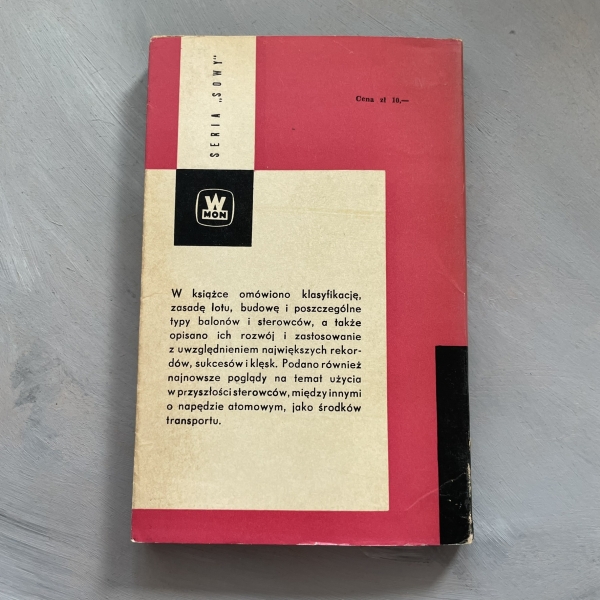 SERIA „SOWY"
Cena zł 10,—
W
MON
W książce omówiono klasyfikację,
zasadę lotu, budowę i poszczególne
typy balonów i sterowców, a także
opisano ich rozwój i zastosowanie
z uwzględnieniem największych rekor-
dów, sukcesów i klęsk. Podano również
najnowsze poglądy na temat użycia
w przyszłości sterowców, między innymi
o napędzie atomowym, jako środków
transportu.